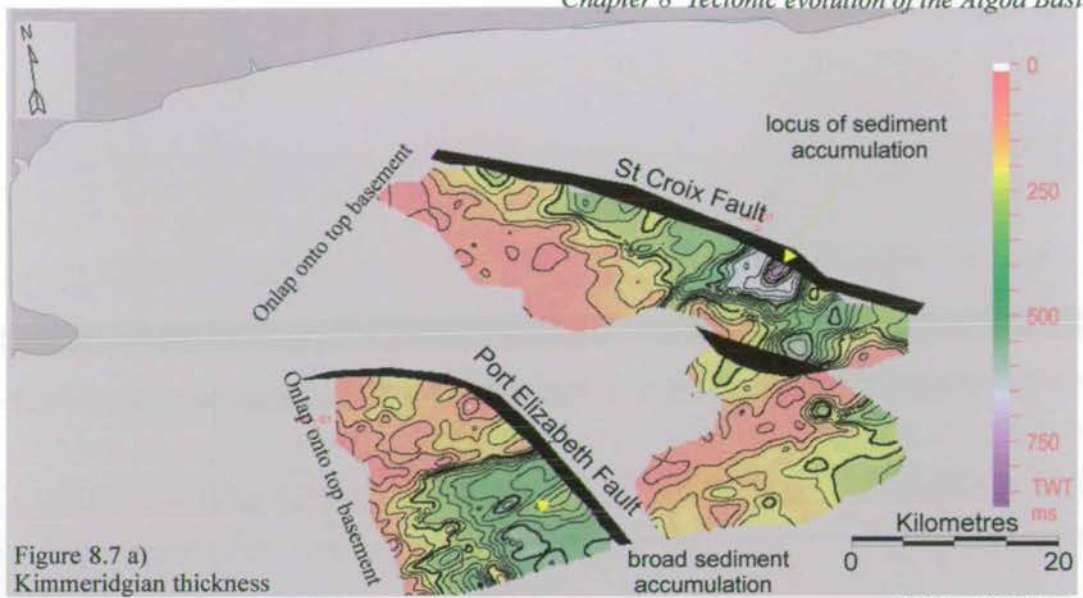 Chapter 8 Tectonic evolution of the Algoa Basi
N
0
locus of sediment
accumulation
St Croix Fault
250
Onlap onto top basement
500
Port Elizabeth Fault
Onlap onto top basement
750
TWT
ms
Kilometres
0 20
broad sediment
accumulation
Figure 8.7 a)
Kimmeridgian thickness